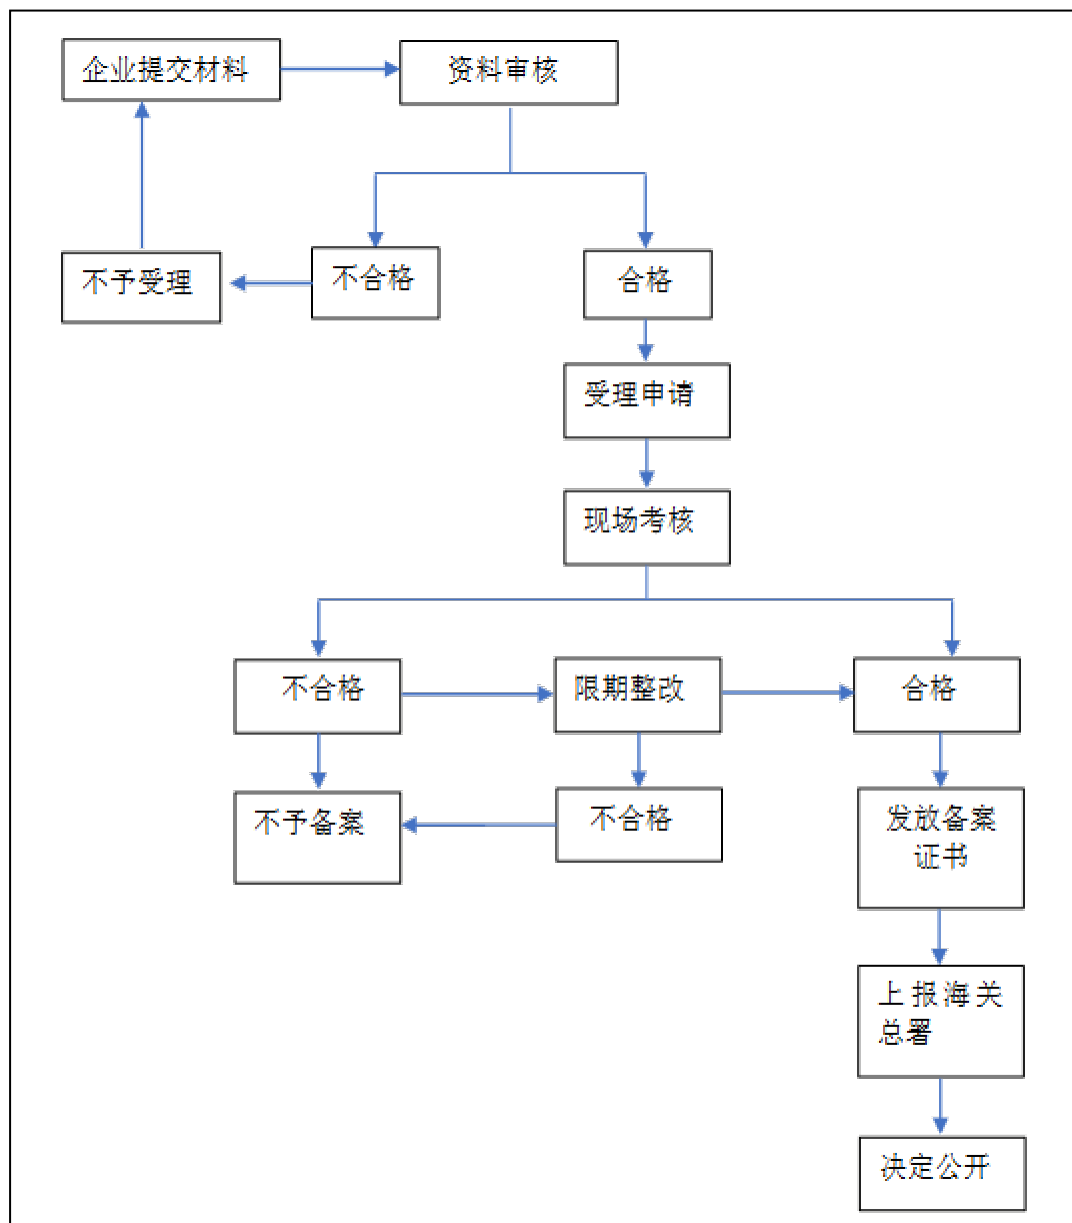 企业提交材料
资料审核
不予受理
不合格
合格
受理申请
现场考核
不合格
限期整改
合格
不予备案
不合格
发放备案
证书
上报海关
总署
决定公开